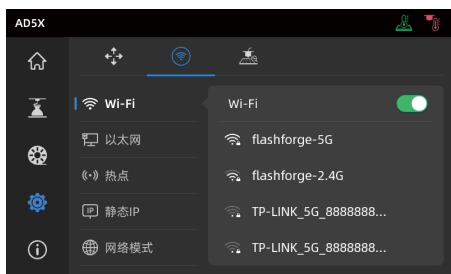 AD5X
Wi-Fi
以太网
热点
IP
静态IP
网络模式
Wi-Fi
flashforge-5G
flashforge-2.4G
TP-LINK_5G_8888888...
TP-LINK_5G_8888888...